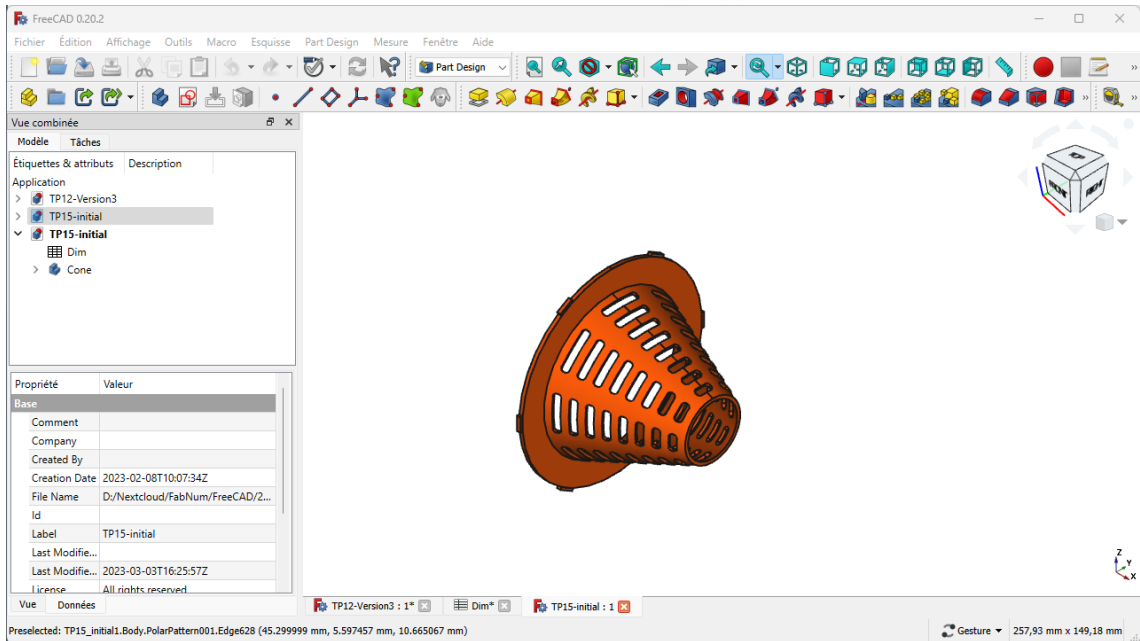 FreeCAD 0.20.2
Fichier Édition Affichage Outils Macro Esquisse Part Design Mesure Fenêtre Aide
Part Design
Vue combinée
Modèle Tâches
Étiquettes & attributs Description
Application
TP12-Version3
TP15-initial
TP15-initial
Dim
Cone
Propriété Valeur
Base
Comment
Company
Created By
Creation Date 2023-02-08T10:07:34Z
File Name D:/Nextcloud/FabNum/FreeCAD/2...
Id
Label TP15-initial
Last Modifie...
Last Modifie... 2023-03-03T16:25:57Z
License All rights reserved
Vue Données
TP12-Version3 : 1* Dim* TP15-initial : 1
Z
Y
X
Preselected: TP15_initial1.Body.PolarPattern001.Edge628 (45.299999 mm, 5.597457 mm, 10.665067 mm) Gesture 257,93 mm x 149,18 mm